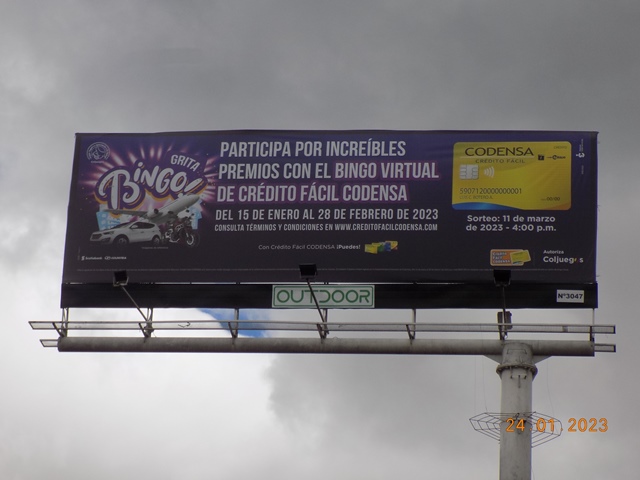 GRITA
BINGO!
PARTICIPA POR INCREÍBLES
PREMIOS CON EL BINGO VIRTUAL
DE CRÉDITO FÁCIL CODENSA
DEL 15 DE ENERO AL 28 DE FEBRERO DE 2023
CONSULTA TÉRMINOS Y CONDICIONES EN WWW.CREDITOFACILCODENSA.COM
Con Crédito Fácil CODENSA ¡Puedes!
CODENSA
CRÉDITO FÁCIL
Sorteo: 11 de marzo
de 2023 - 4:00 p.m.
Autoriza
Coljuegos
OUTDOOR
N°3047
24 01 2023